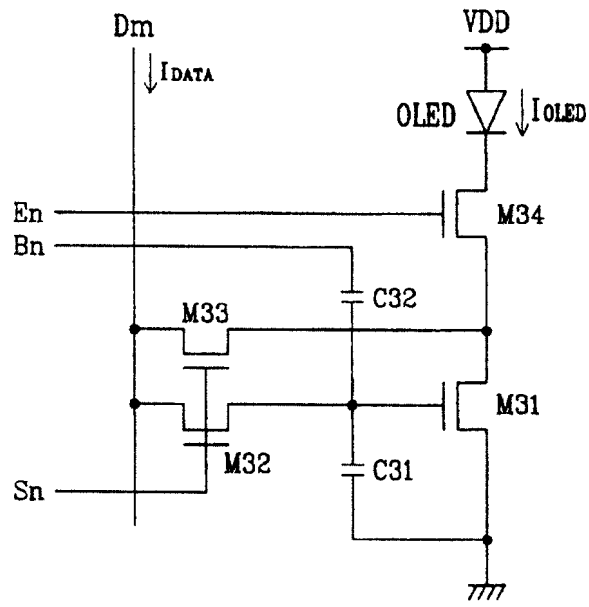 Dm
VDD
IDATA
OLED
IOLED
En
M34
Bn
C32
M33
M31
M32
C31
Sn